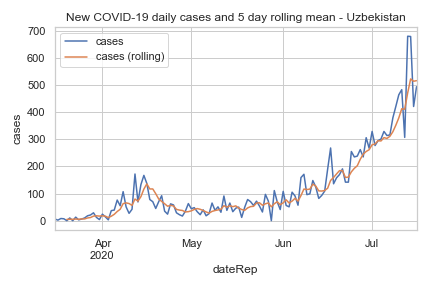 New COVID-19 daily cases and 5 day rolling mean - Uzbekistan
700
600
500
400
300
200
100
0
cases
cases
cases (rolling)
Apr
2020
May
Jun
Jul
dateRep